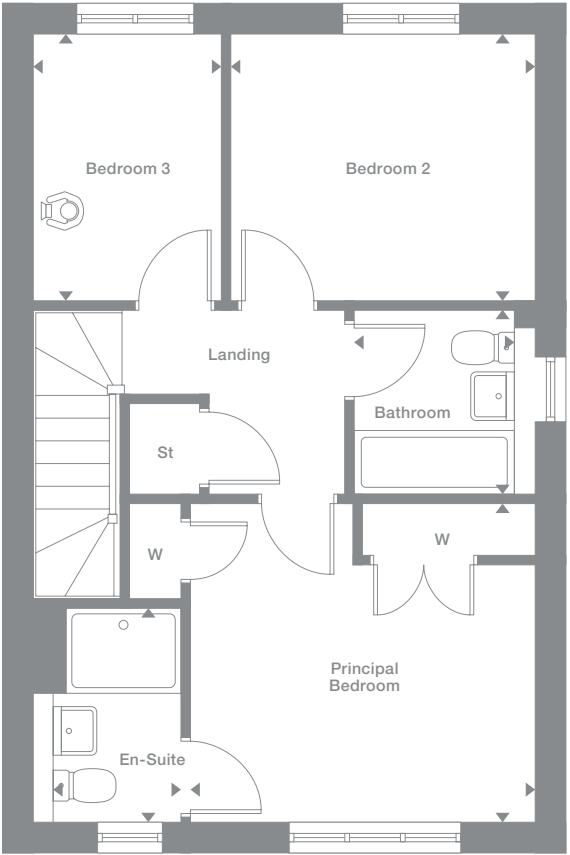 Bedroom 3
Bedroom 2
Landing
Bathroom
St
W
W
Principal
Bedroom
En-Suite